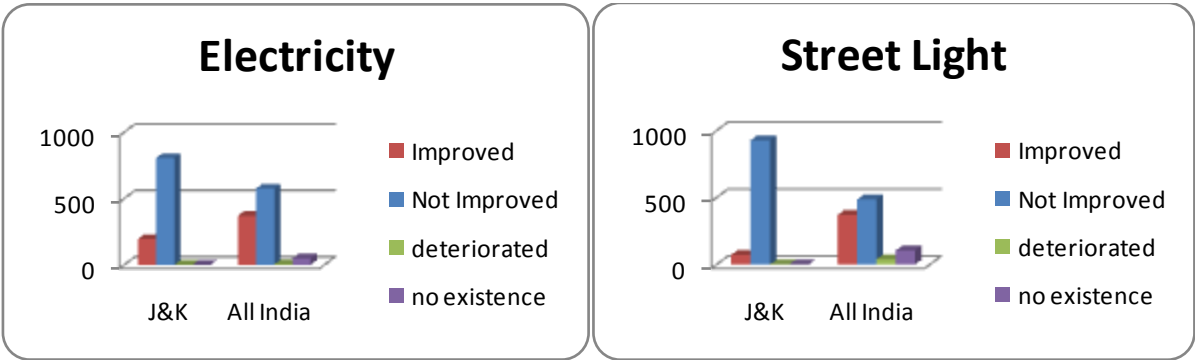 Electricity
1000
500
0
J&K
All India
Improved
Not Improved
deteriorated
no existence
Street Light
1000
500
0
J&K
All India
Improved
Not Improved
deteriorated
no existence